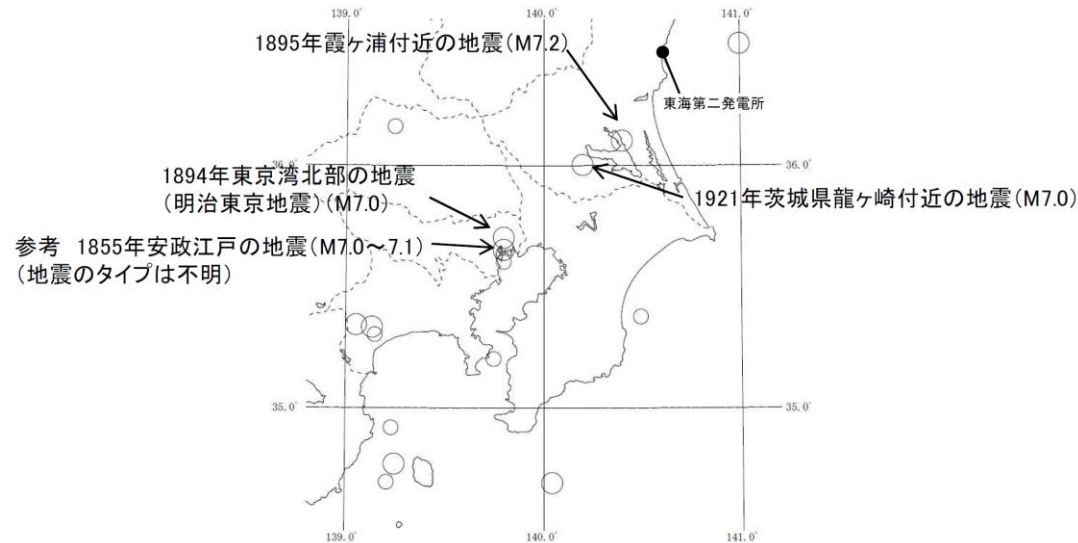 139.0°
140.0°
141.0°
1895年霞ヶ浦付近の地震(M7.2)
東海第二発電所
36.0°
36.0°
1894年東京湾北部の地震
(明治東京地震)(M7.0)
1921年茨城県龍ヶ崎付近の地震(M7.0)
参考 1855年安政江戸の地震(M7.0～7.1)
(地震のタイプは不明)
35.0°
35.0°
139.0°
140.0°
141.0°